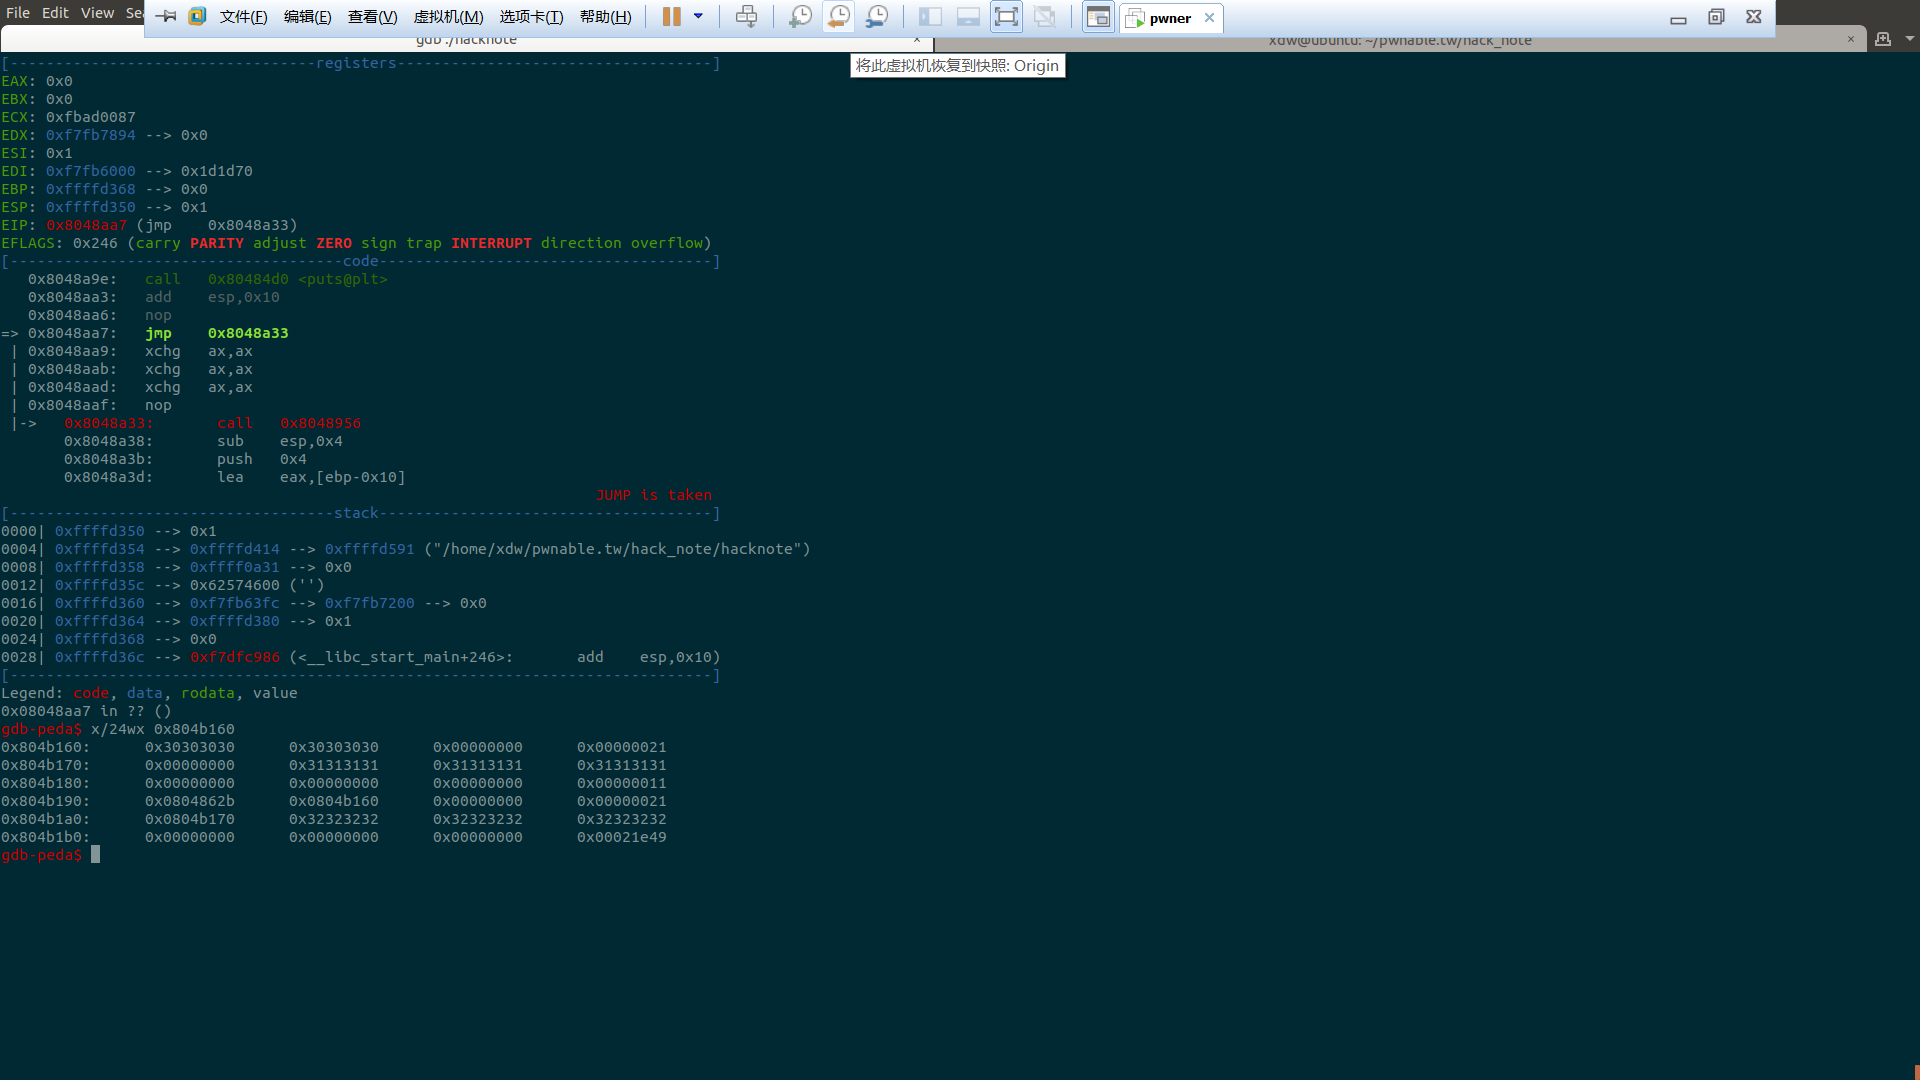 File Edit View Sea 文件(F) 编辑(E) 查看(V) 虚拟机(M) 选项卡(T) 帮助(H) pwner
gdb ./hacknote xdw@ubuntu: ~/pwnable.tw/hack_note
将此虚拟机恢复到快照: Origin
[----------------------------------registers-----------------------------------]
EAX: 0x0
EBX: 0x0
ECX: 0xfbad0087
EDX: 0xf7fb7894 --> 0x0
ESI: 0x1
EDI: 0xf7fb6000 --> 0x1d1d70
EBP: 0xffffd368 --> 0x0
ESP: 0xffffd350 --> 0x1
EIP: 0x8048aa7 (jmp    0x8048a33)
EFLAGS: 0x246 (carry PARITY adjust ZERO sign trap INTERRUPT direction overflow)
[-------------------------------------code-------------------------------------]
   0x8048a9e:   call   0x80484d0 <puts@plt>
   0x8048aa3:   add    esp,0x10
   0x8048aa6:   nop
=> 0x8048aa7:   jmp    0x8048a33
 | 0x8048aa9:   xchg   ax,ax
 | 0x8048aab:   xchg   ax,ax
 | 0x8048aad:   xchg   ax,ax
 | 0x8048aaf:   nop
 |->   0x8048a33:       call   0x8048956
       0x8048a38:       sub    esp,0x4
       0x8048a3b:       push   0x4
       0x8048a3d:       lea    eax,[ebp-0x10]
                                                                  JUMP is taken
[------------------------------------stack-------------------------------------]
0000| 0xffffd350 --> 0x1
0004| 0xffffd354 --> 0xffffd414 --> 0xffffd591 ("/home/xdw/pwnable.tw/hack_note/hacknote")
0008| 0xffffd358 --> 0xffff0a31 --> 0x0
0012| 0xffffd35c --> 0x62574600 ('')
0016| 0xffffd360 --> 0xf7fb63fc --> 0xf7fb7200 --> 0x0
0020| 0xffffd364 --> 0xffffd380 --> 0x1
0024| 0xffffd368 --> 0x0
0028| 0xffffd36c --> 0xf7dfc986 (<__libc_start_main+246>:       add    esp,0x10)
[------------------------------------------------------------------------------]
Legend: code, data, rodata, value
0x08048aa7 in ?? ()
gdb-peda$ x/24wx 0x804b160
0x804b160:      0x30303030      0x30303030      0x00000000      0x00000021
0x804b170:      0x00000000      0x31313131      0x31313131      0x31313131
0x804b180:      0x00000000      0x00000000      0x00000000      0x00000011
0x804b190:      0x0804862b      0x0804b160      0x00000000      0x00000021
0x804b1a0:      0x0804b170      0x32323232      0x32323232      0x32323232
0x804b1b0:      0x00000000      0x00000000      0x00000000      0x00021e49
gdb-peda$